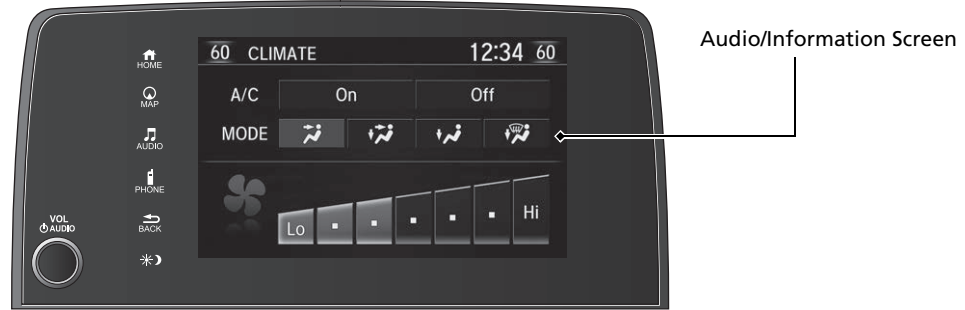 Audio/Information Screen
HOME
MAP
AUDIO
PHONE
BACK
VOL
AUDIO
60 CLIMATE 12:34 60
A/C On Off
MODE
Lo Hi